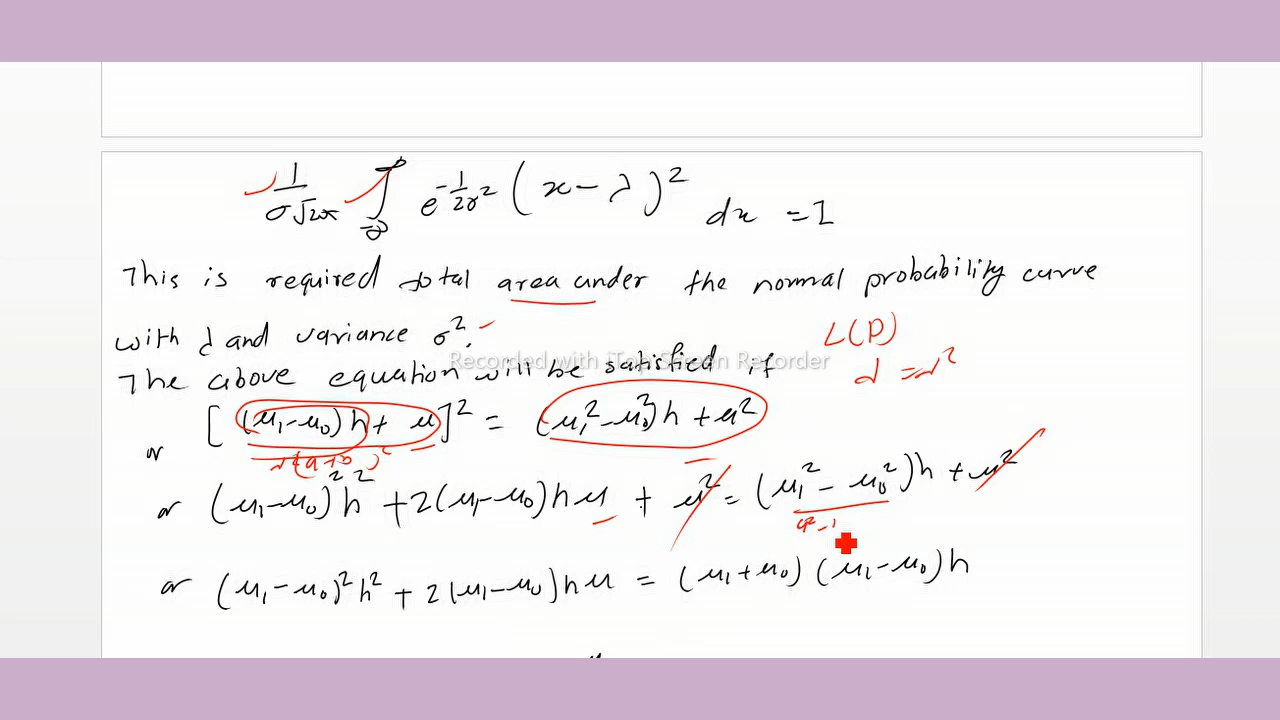 1/σ√2π ∫ e^-1/2σ² (x - λ)² dx = 1
This is required total area under the normal probability curve
with λ and variance σ².
L(P)
Recorded with iTop Screen Recorder
The above equation will be satisfied if
λ = λ²
[(μ₁-μ₀)h + μ]² = (μ₁² - μ₀²)h + μ²
or
or (μ₁-μ₀)²h² + 2(μ₁-μ₀)hμ + μ² = (μ₁² - μ₀²)h + μ²
or (μ₁-μ₀)²h² + 2(μ₁-μ₀)hμ = (μ₁+μ₀)(μ₁-μ₀)h